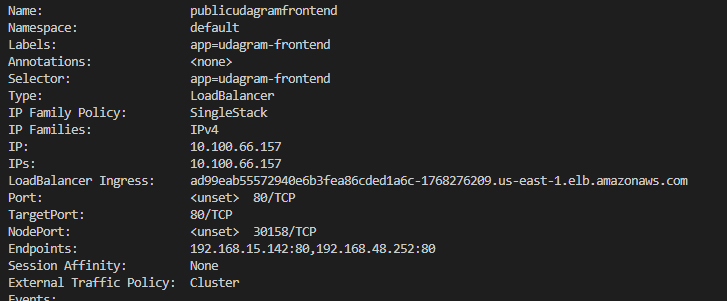 Name: publicudagramfrontend
Namespace: default
Labels: app=udagram-frontend
Annotations: <none>
Selector: app=udagram-frontend
Type: LoadBalancer
IP Family Policy: SingleStack
IP Families: IPv4
IP: 10.100.66.157
IPs: 10.100.66.157
LoadBalancer Ingress: ad99eab55572940e6b3fea86cded1a6c-1768276209.us-east-1.elb.amazonaws.com
Port: <unset> 80/TCP
TargetPort: 80/TCP
NodePort: <unset> 30158/TCP
Endpoints: 192.168.15.142:80,192.168.48.252:80
Session Affinity: None
External Traffic Policy: Cluster
Events: